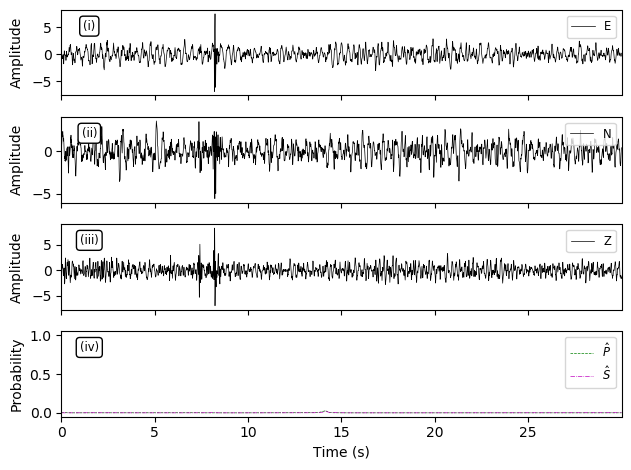 (i)
E
Amplitude
5
0
−5
(ii)
N
Amplitude
0
−5
(iii)
Z
Amplitude
5
0
−5
(iv)
P̂
Ŝ
Probability
1.0
0.5
0.0
0 5 10 15 20 25
Time (s)